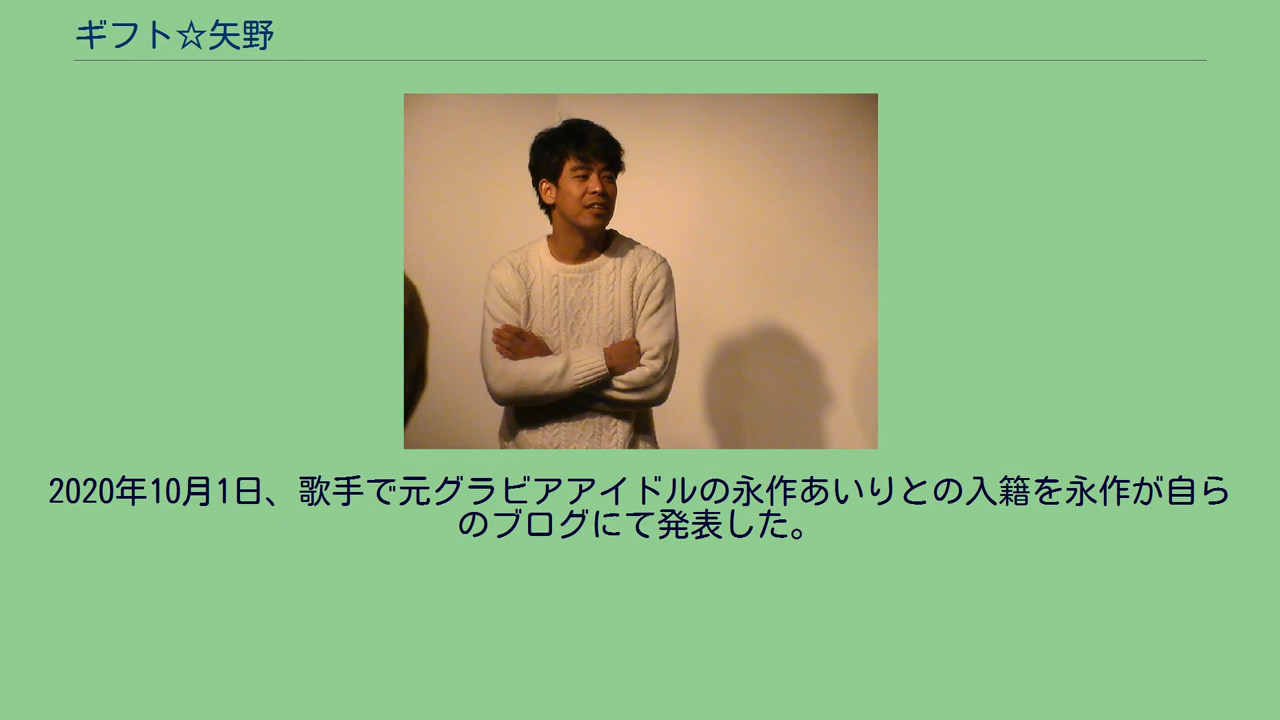 ギフト☆矢野
2020年10月1日、歌手で元グラビアアイドルの永作あいりとの入籍を永作が自ら
のブログにて発表した。